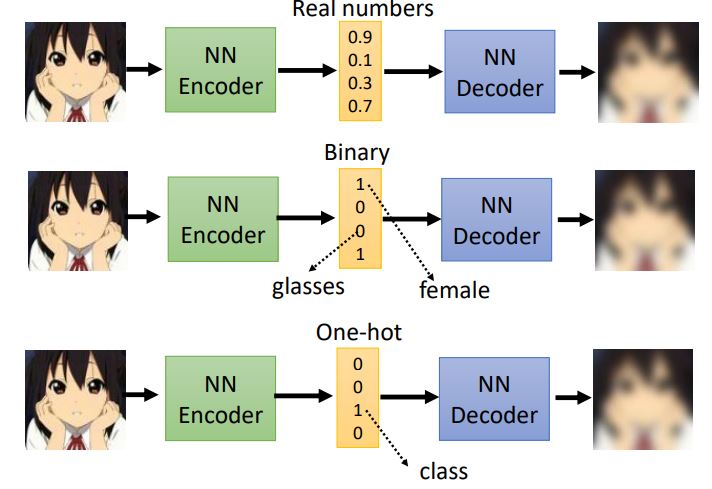 Real numbers
NN
Encoder
0.9
0.1
0.3
0.7
NN
Decoder
Binary
NN
Encoder
1
0
0
1
NN
Decoder
glasses
female
One-hot
NN
Encoder
0
0
1
0
NN
Decoder
class